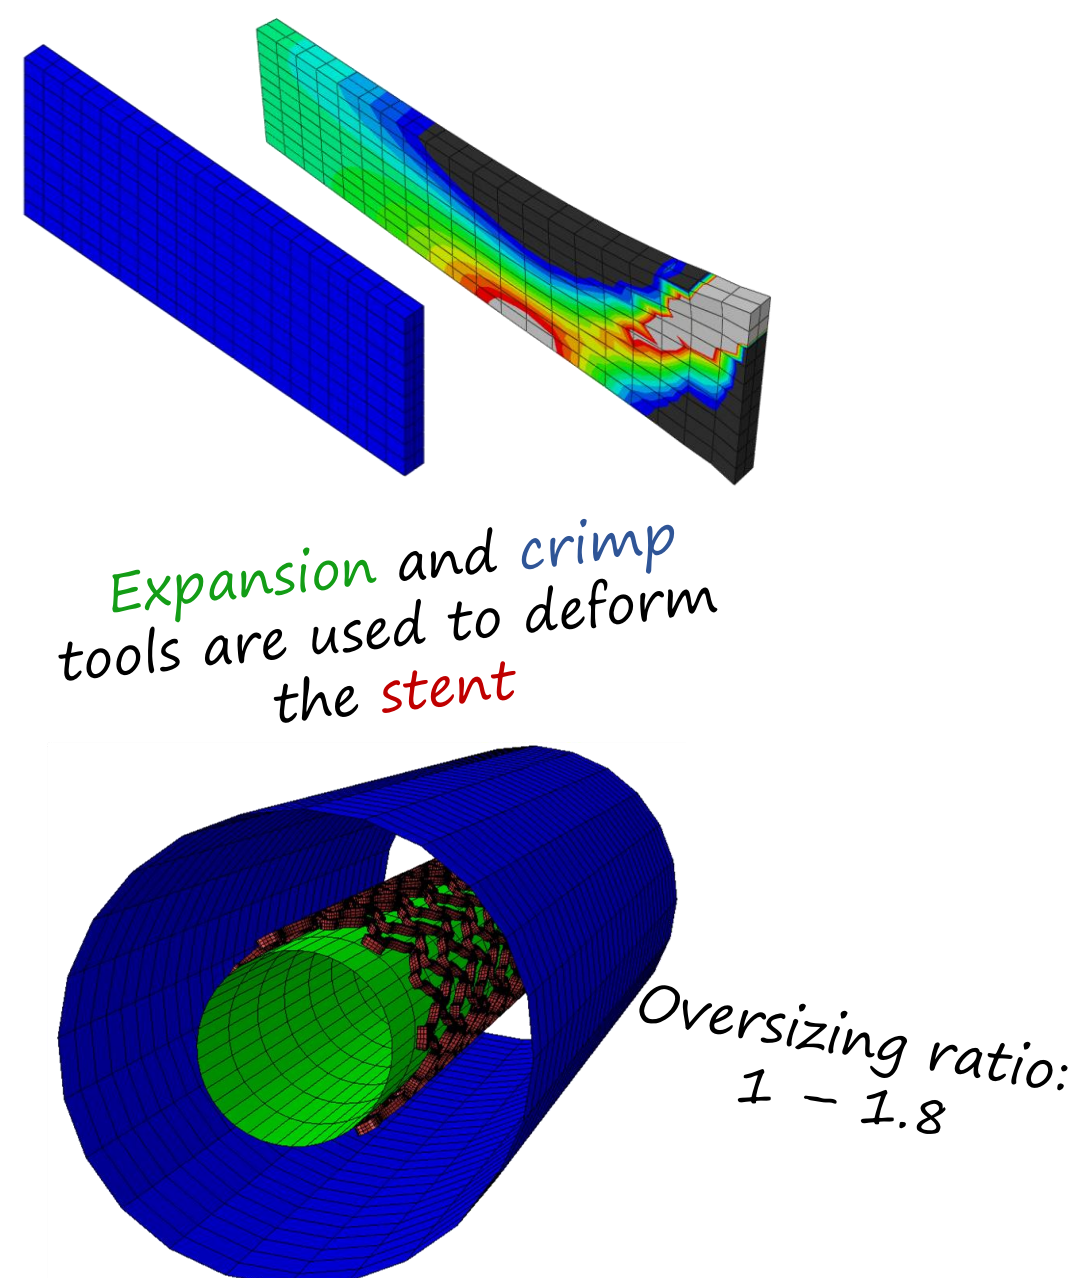 Expansion and crimp
tools are used to deform
the stent
Oversizing ratio:
1 – 1.8